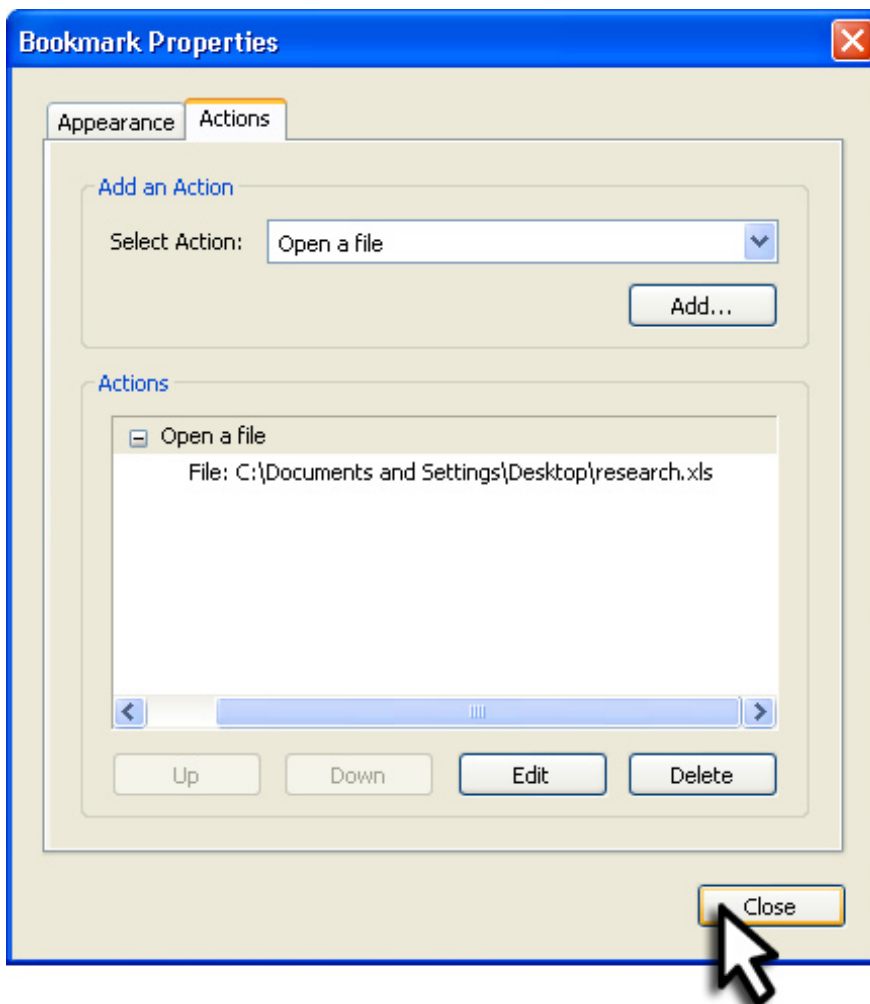 Bookmark Properties
Appearance
Actions
Add an Action
Select Action:
Open a file
Add...
Actions
Open a file
File: C:\Documents and Settings\Desktop\research.xls
Up
Down
Edit
Delete
Close